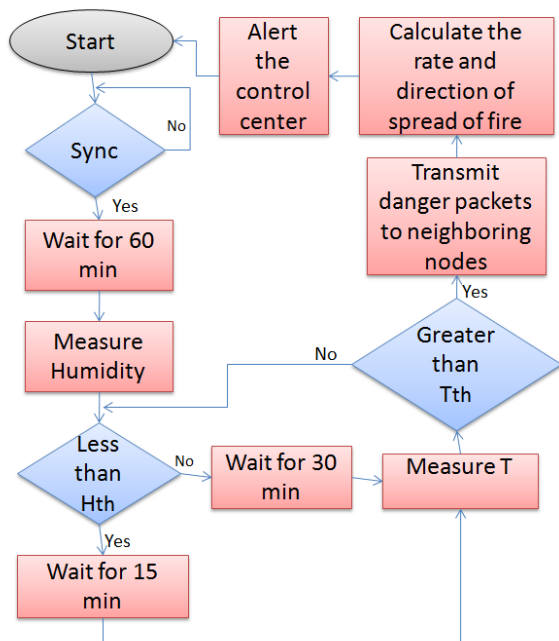 Start
Alert
the
control
center
Calculate the
rate and
direction of
spread of fire
No
Sync
Yes
Transmit
danger packets
to neighboring
nodes
Wait for 60
min
Yes
Measure
Humidity
No
Greater
than
Tth
Less
than
Hth
No
Wait for 30
min
Measure T
Yes
Wait for 15
min